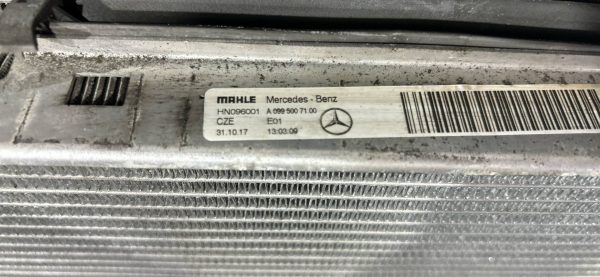 MAHLE Mercedes-Benz
HN096001 A 099 500 71 00
CZE E01
31.10.17 13:03:09